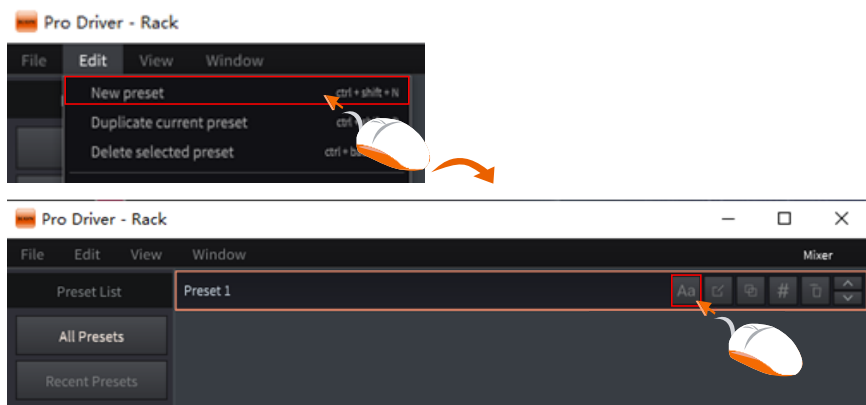 Pro Driver - Rack
File Edit View Window
New preset ctrl + shift + N
Duplicate current preset
Delete selected preset
Pro Driver - Rack
File Edit View Window Mixer
Preset List Preset 1 Aa #
All Presets
Recent Presets